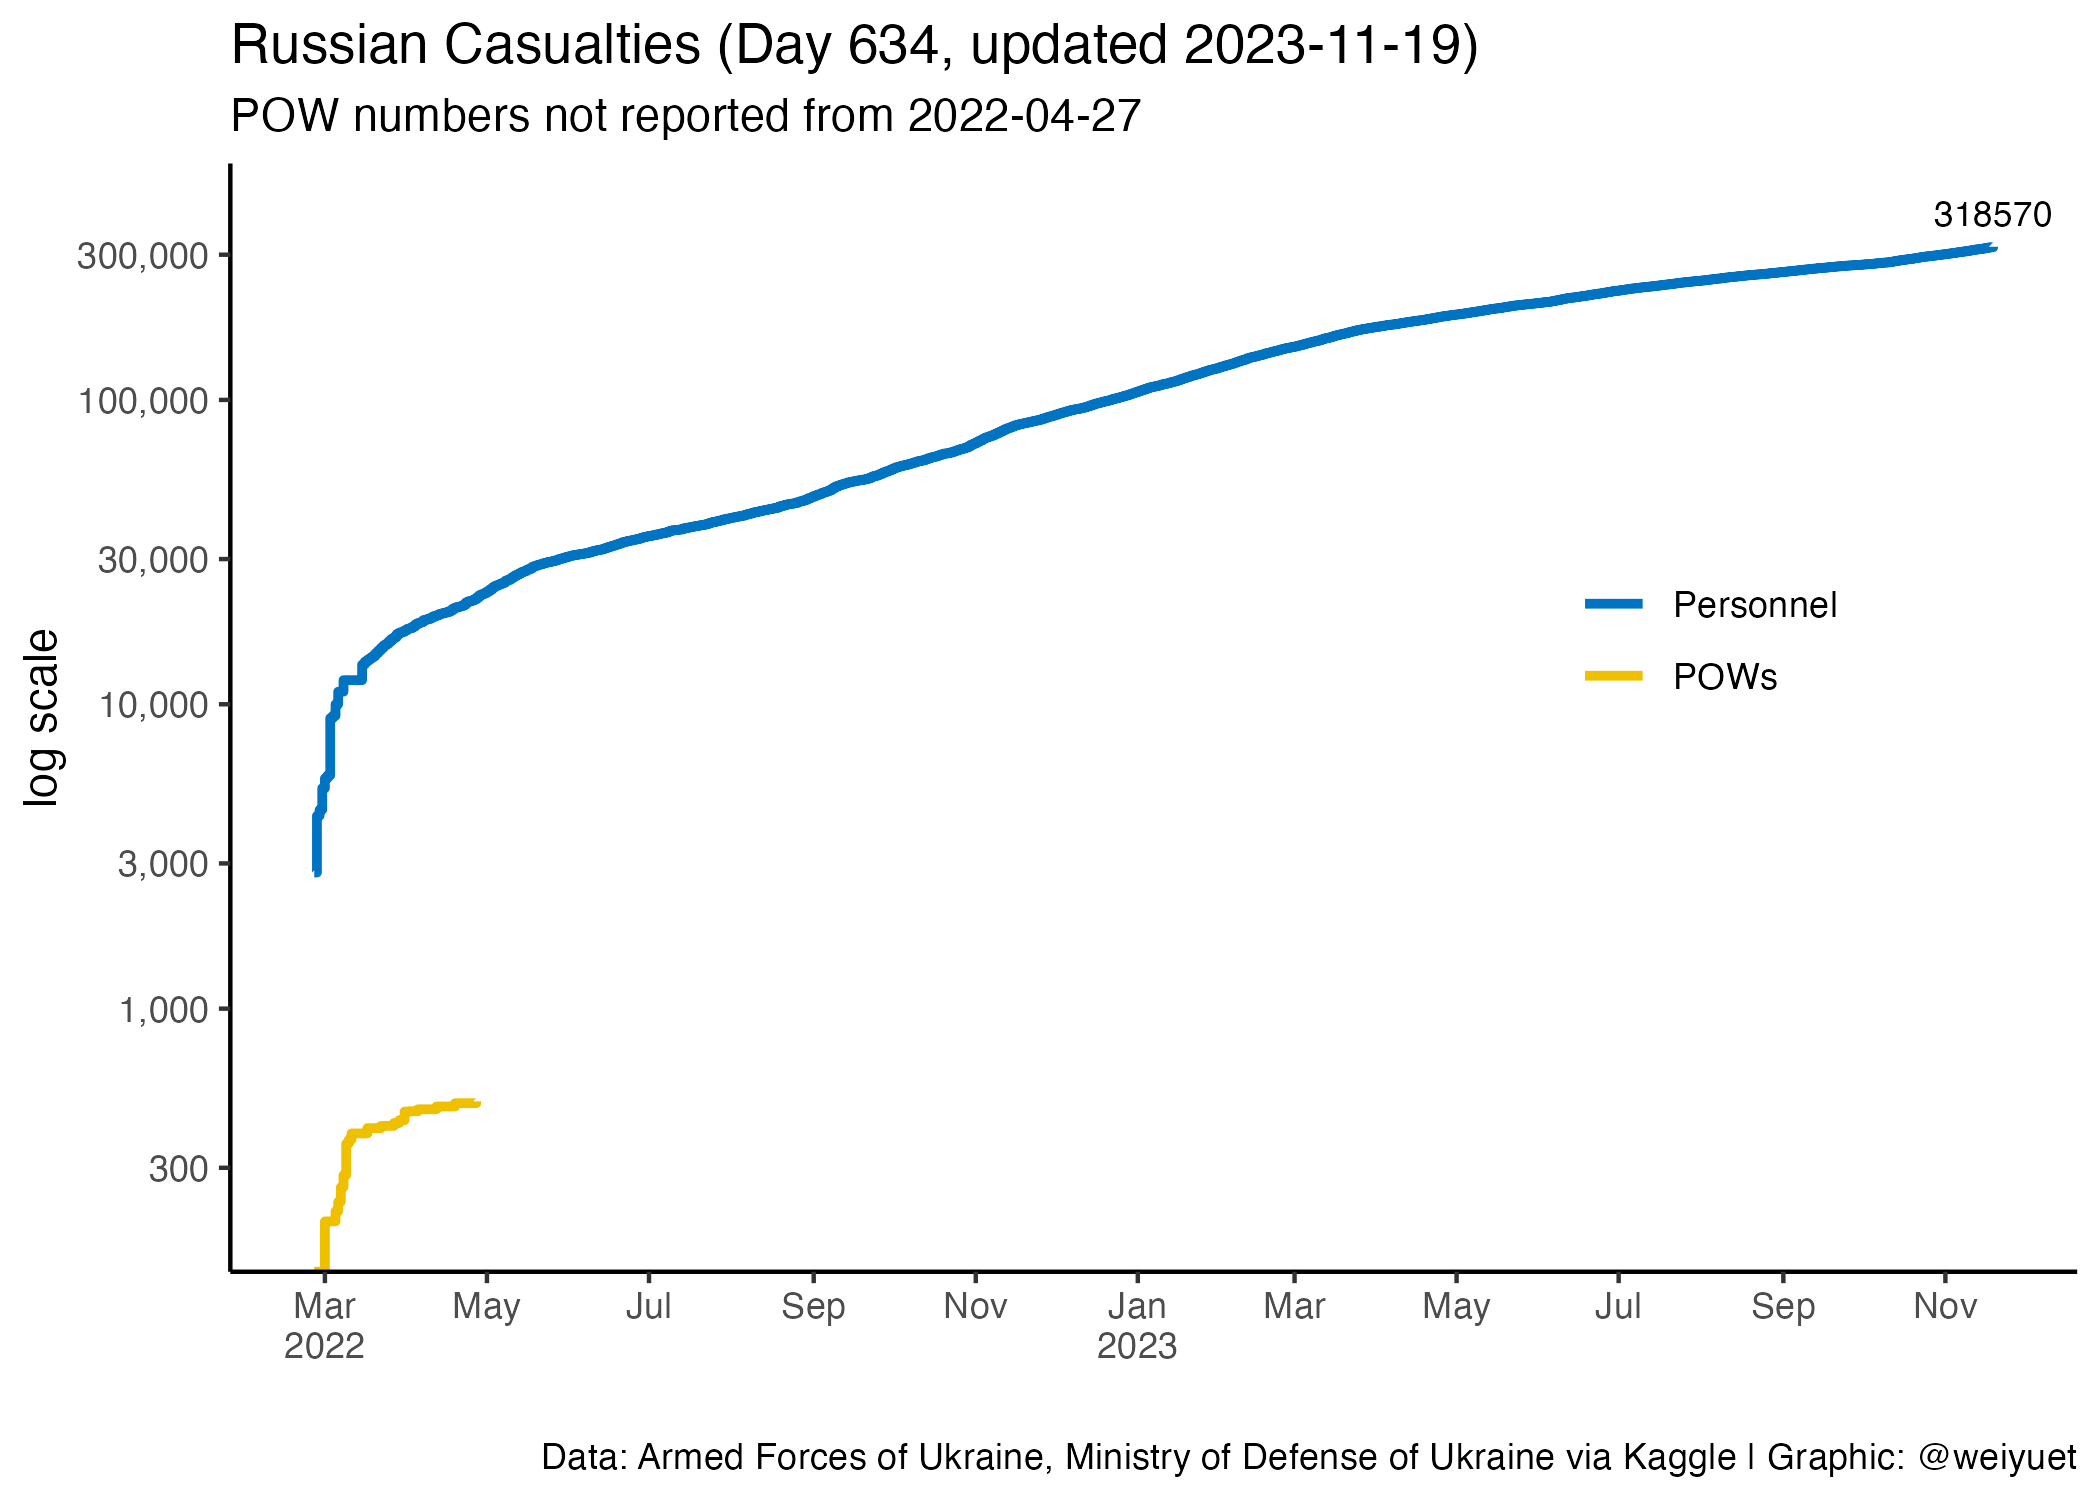 Russian Casualties (Day 634, updated 2023-11-19)
POW numbers not reported from 2022-04-27
318570
300,000
100,000
30,000
10,000
3,000
1,000
300
log scale
Personnel
POWs
Mar May Jul Sep Nov Jan Mar May Jul Sep Nov
2022 2023
Data: Armed Forces of Ukraine, Ministry of Defense of Ukraine via Kaggle | Graphic: @weiyuet